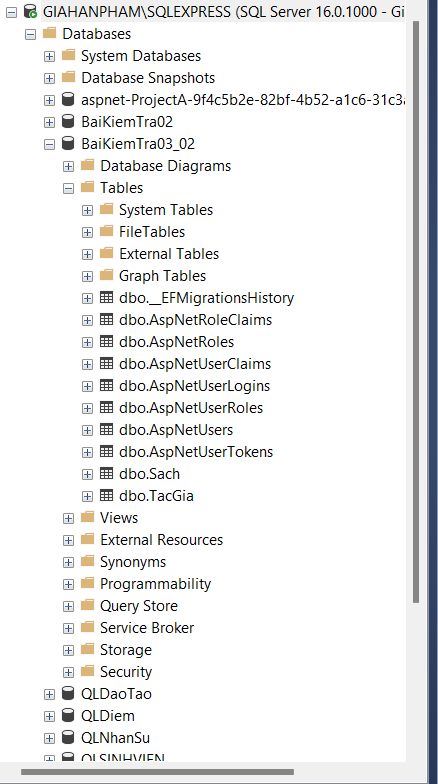 GIAHANPHAM\SQLEXPRESS (SQL Server 16.0.1000 - Gi
Databases
System Databases
Database Snapshots
aspnet-ProjectA-9f4c5b2e-82bf-4b52-a1c6-31c3a
BaiKiemTra02
BaiKiemTra03_02
Database Diagrams
Tables
System Tables
FileTables
External Tables
Graph Tables
dbo.__EFMigrationsHistory
dbo.AspNetRoleClaims
dbo.AspNetRoles
dbo.AspNetUserClaims
dbo.AspNetUserLogins
dbo.AspNetUserRoles
dbo.AspNetUsers
dbo.AspNetUserTokens
dbo.Sach
dbo.TacGia
Views
External Resources
Synonyms
Programmability
Query Store
Service Broker
Storage
Security
QLDaoTao
QLDiem
QLNhanSu
QLSINHVIEN